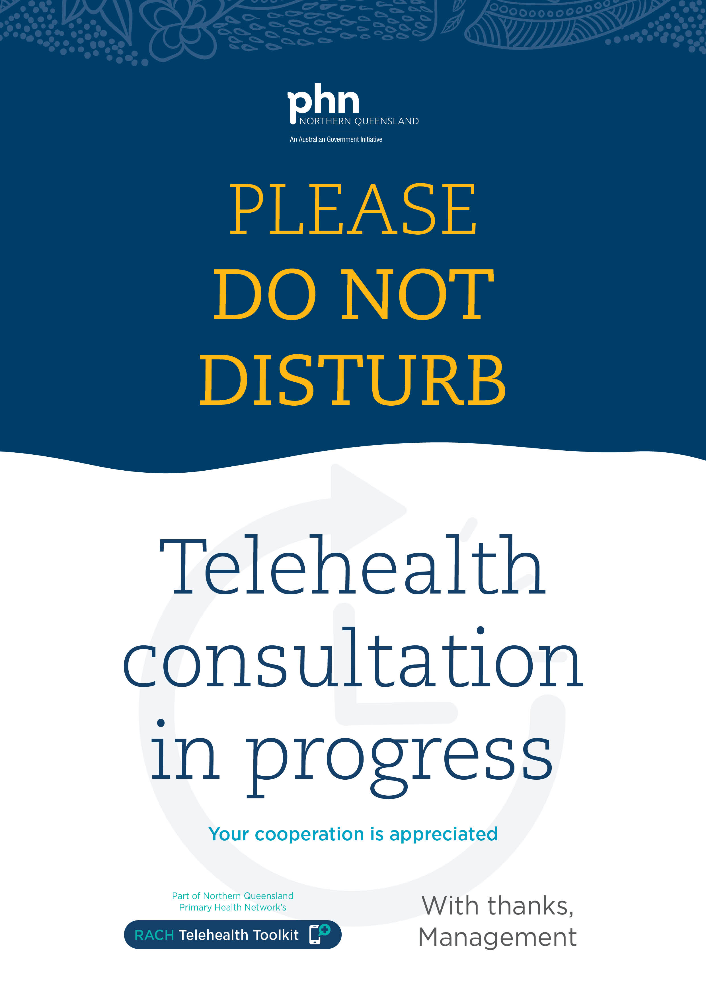 phn
NORTHERN QUEENSLAND
An Australian Government Initiative
PLEASE
DO NOT
DISTURB
Telehealth
consultation
in progress
Your cooperation is appreciated
Part of Northern Queensland
Primary Health Network's
RACH Telehealth Toolkit
With thanks,
Management